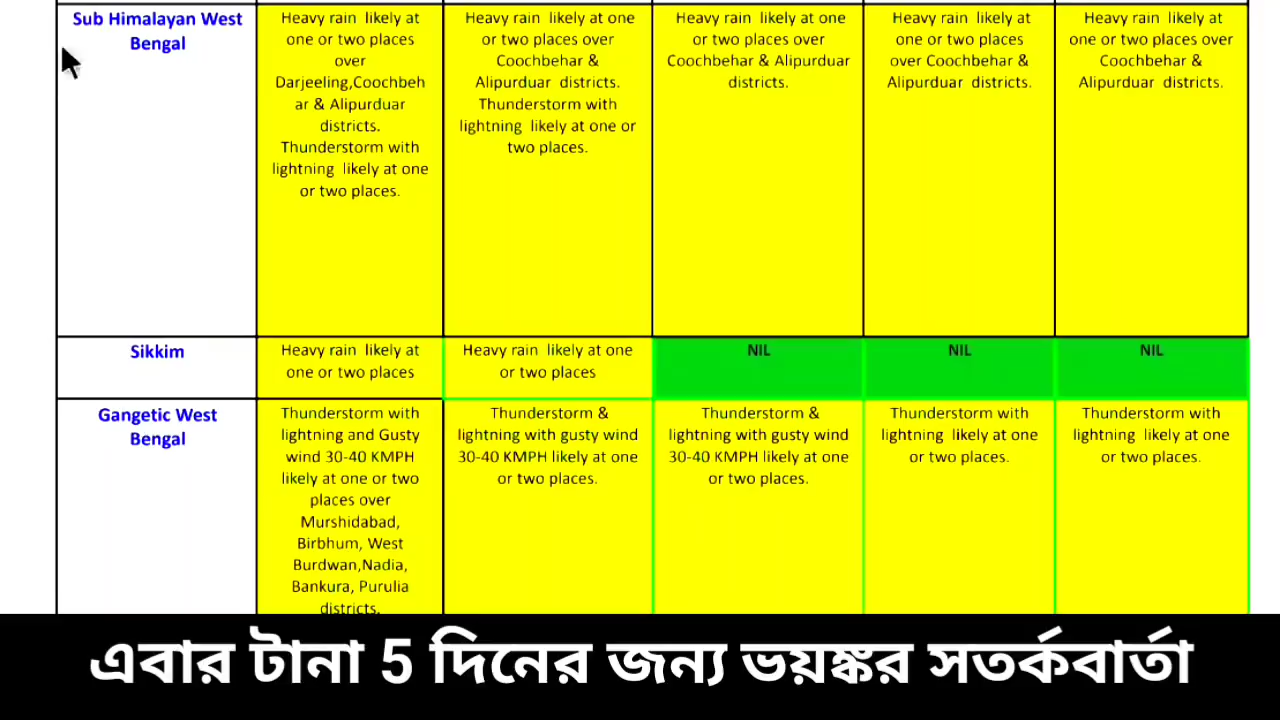 Sub Himalayan West
Bengal
Heavy rain likely at
one or two places
over
Darjeeling,Coochbeh
ar & Alipurduar
districts.
Thunderstorm with
lightning likely at one
or two places.
Heavy rain likely at one
or two places over
Coochbehar &
Alipurduar districts.
Thunderstorm with
lightning likely at one or
two places.
Heavy rain likely at one
or two places over
Coochbehar & Alipurduar
districts.
Heavy rain likely at
one or two places
over Coochbehar &
Alipurduar districts.
Heavy rain likely at
one or two places over
Coochbehar &
Alipurduar districts.
Sikkim
Heavy rain likely at
one or two places
Heavy rain likely at one
or two places
NIL
NIL
NIL
Gangetic West
Bengal
Thunderstorm with
lightning and Gusty
wind 30-40 KMPH
likely at one or two
places over
Murshidabad,
Birbhum, West
Burdwan,Nadia,
Bankura, Purulia
districts.
Thunderstorm &
lightning with gusty wind
30-40 KMPH likely at one
or two places.
Thunderstorm &
lightning with gusty wind
30-40 KMPH likely at one
or two places.
Thunderstorm with
lightning likely at one
or two places.
Thunderstorm with
lightning likely at one
or two places.
এবার টানা 5 দিনের জন্য ভয়ঙ্কর সতর্কবার্তা